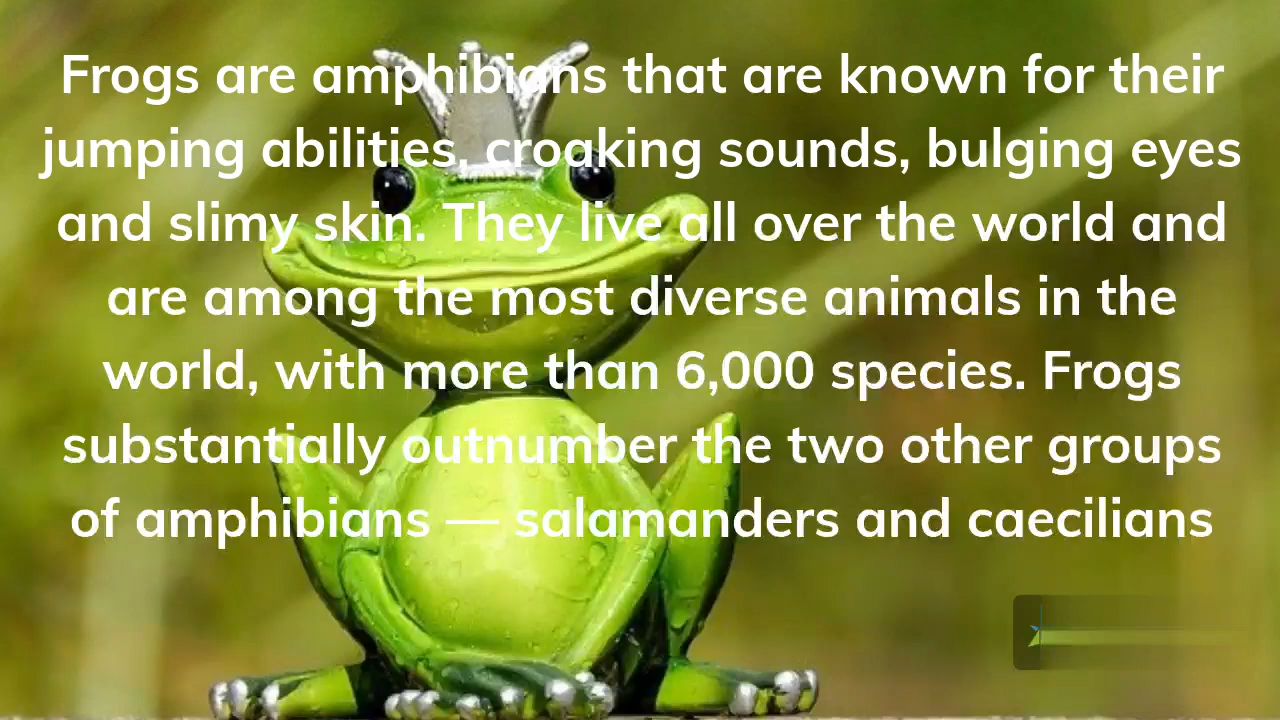 Frogs are amphibians that are known for their
jumping abilities, croaking sounds, bulging eyes
and slimy skin. They live all over the world and
are among the most diverse animals in the
world, with more than 6,000 species. Frogs
substantially outnumber the two other groups
of amphibians — salamanders and caecilians